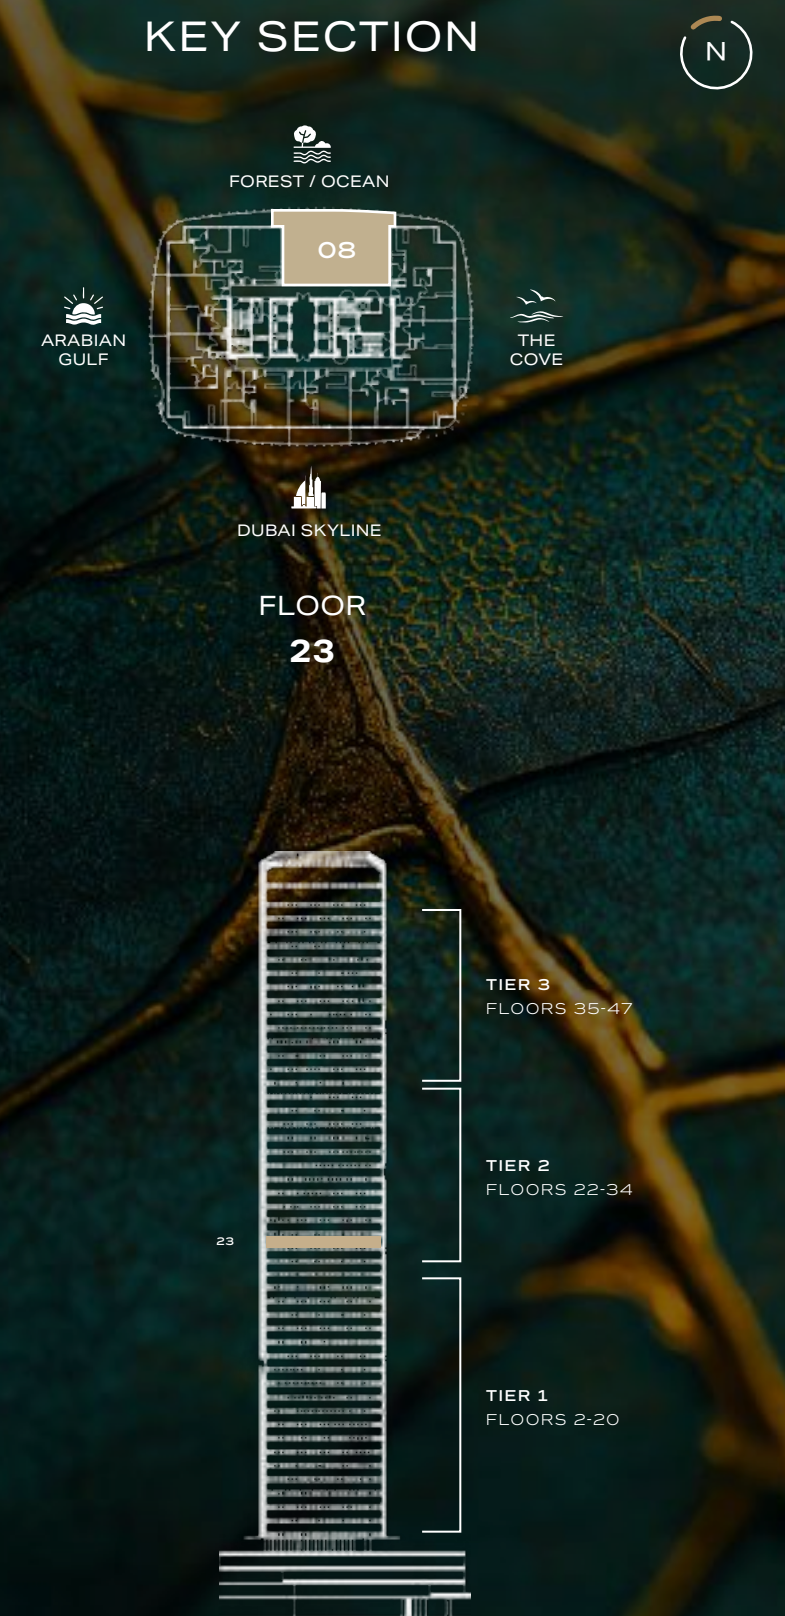 KEY SECTION
N
FOREST / OCEAN
08
ARABIAN
GULF
THE
COVE
DUBAI SKYLINE
FLOOR
23
TIER 3
FLOORS 35-47
TIER 2
FLOORS 22-34
23
TIER 1
FLOORS 2-20